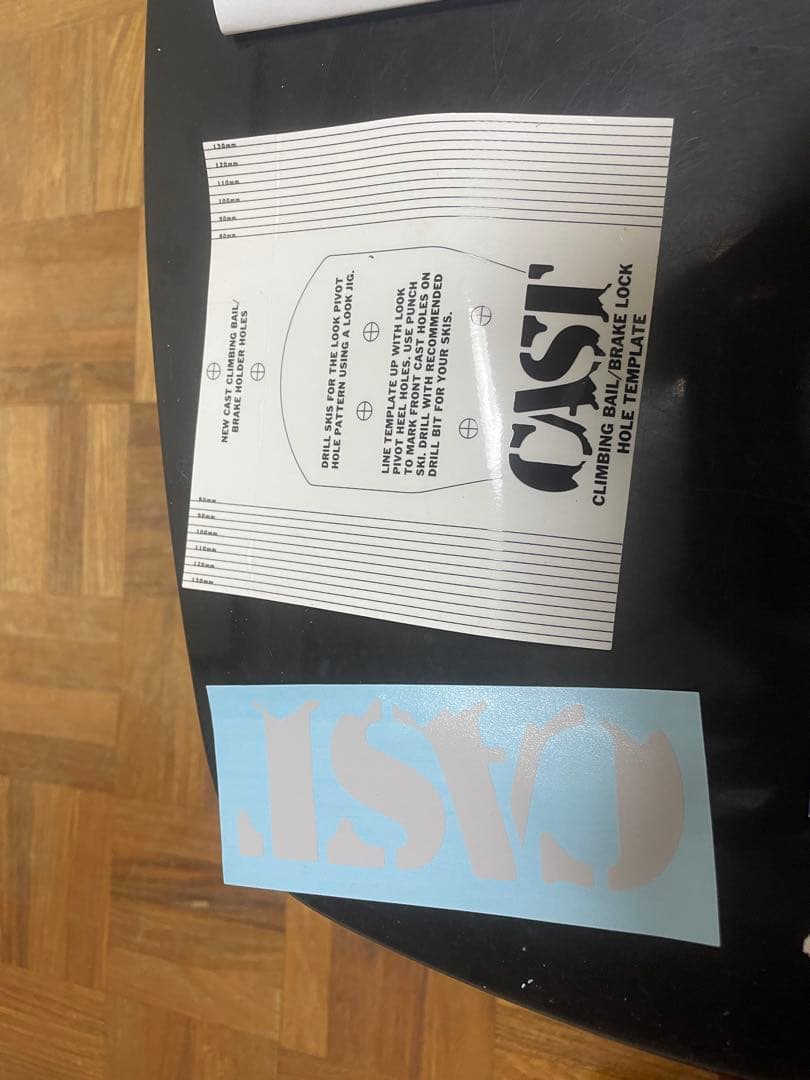 130mm
120mm
110mm
100mm
90mm
80mm
NEW CAST CLIMBING BAIL/
BRAKE HOLDER HOLES
DRILL SKIS FOR THE LOOK PIVOT
HOLE PATTERN USING A LOOK JIG.
LINE TEMPLATE UP WITH LOOK
PIVOT HEEL HOLES. USE PUNCH
TO MARK FRONT CAST HOLES ON
SKI. DRILL WITH RECOMMENDED
DRILL BIT FOR YOUR SKIS.
CAST
CLIMBING BAIL/BRAKE LOCK
HOLE TEMPLATE
80mm
90mm
100mm
110mm
120mm
130mm
CAST